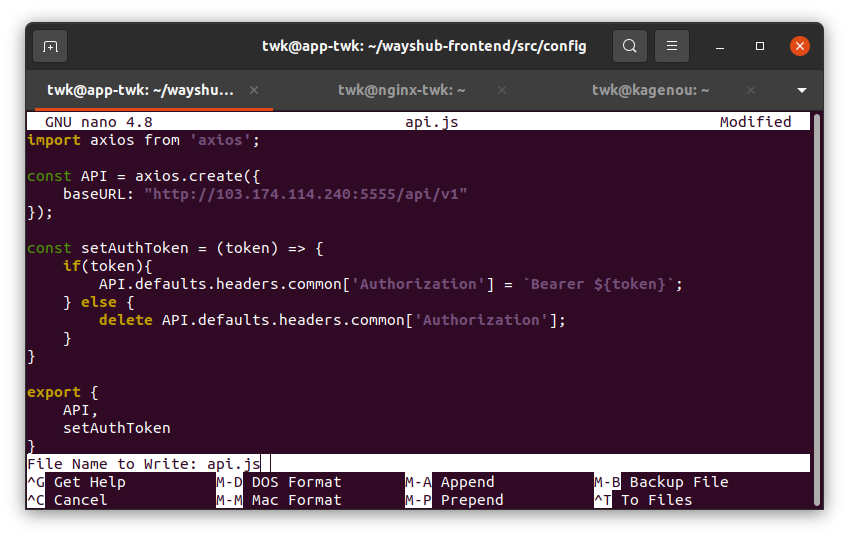 twk@app-twk: ~/wayshub-frontend/src/config
twk@app-twk: ~/wayshu... × twk@nginx-twk: ~ × twk@kagenou: ~ ×
GNU nano 4.8 api.js Modified
import axios from 'axios';
const API = axios.create({
    baseURL: "http://103.174.114.240:5555/api/v1"
});
const setAuthToken = (token) => {
    if(token){
        API.defaults.headers.common['Authorization'] = `Bearer ${token}`;
    } else {
        delete API.defaults.headers.common['Authorization'];
    }
}
export {
    API,
    setAuthToken
}
File Name to Write: api.js
^G Get Help M-D DOS Format M-A Append M-B Backup File
^C Cancel M-M Mac Format M-P Prepend ^T To Files